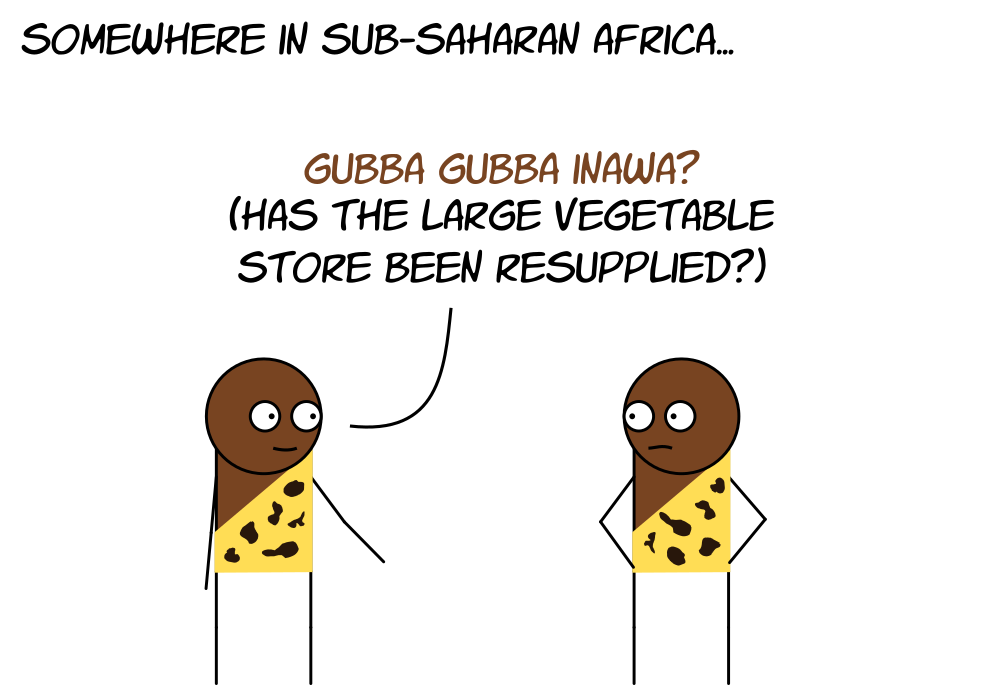 SOMEWHERE IN SUB-SAHARAN AFRICA...
GUBBA GUBBA INAWA?
(HAS THE LARGE VEGETABLE
STORE BEEN RESUPPLIED?)